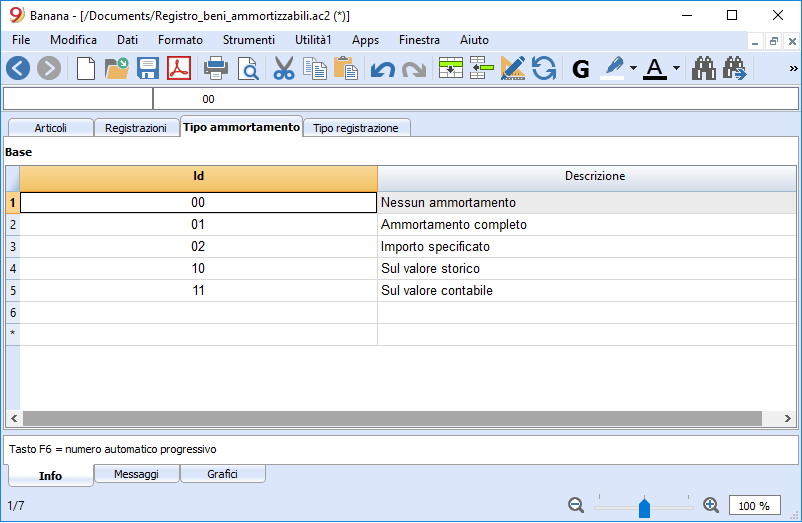 Banana - [/Documents/Registro_beni_ammortizzabili.ac2 (*)]
File Modifica Dati Formato Strumenti Utilità1 Apps Finestra Aiuto
G A »
00
Articoli Registrazioni Tipo ammortamento Tipo registrazione
Base
Id Descrizione
1 00 Nessun ammortamento
2 01 Ammortamento completo
3 02 Importo specificato
4 10 Sul valore storico
5 11 Sul valore contabile
6
*
Tasto F6 = numero automatico progressivo
Info Messaggi Grafici
1/7 100 %